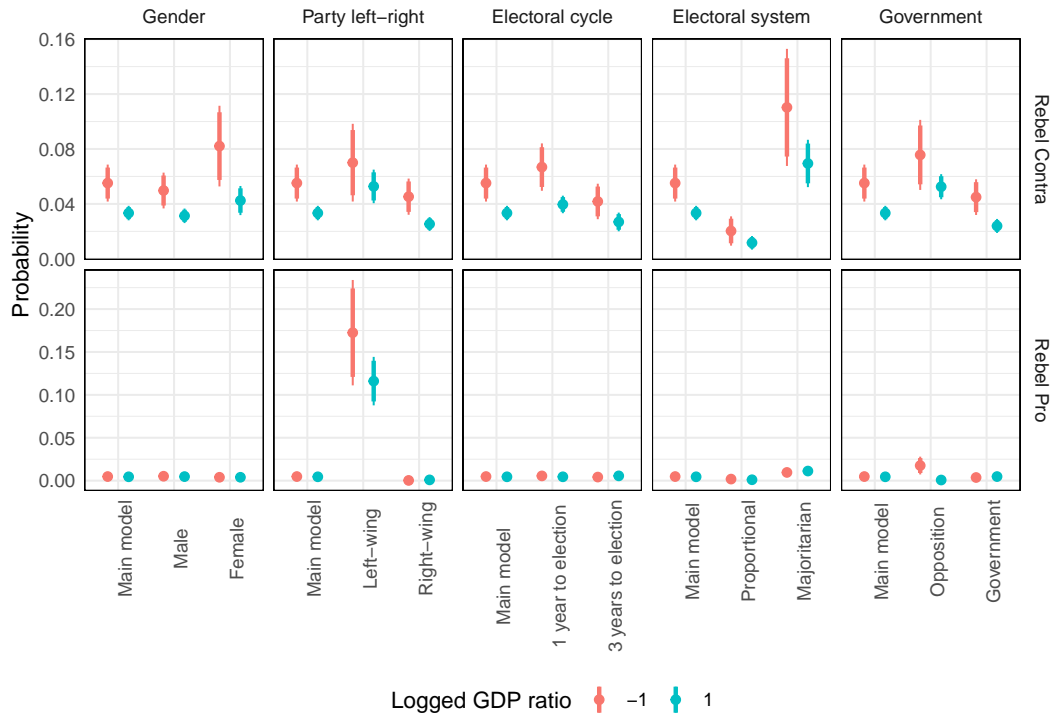 Gender Party left−right Electoral cycle Electoral system Government
Probability
0.16
0.12
0.08
0.04
0.00
Rebel Contra
0.20
0.15
0.10
0.05
0.00
Rebel Pro
Main model Male Female Main model Left−wing Right−wing Main model 1 year to election 3 years to election Main model Proportional Majoritarian Main model Opposition Government
Logged GDP ratio −1 1